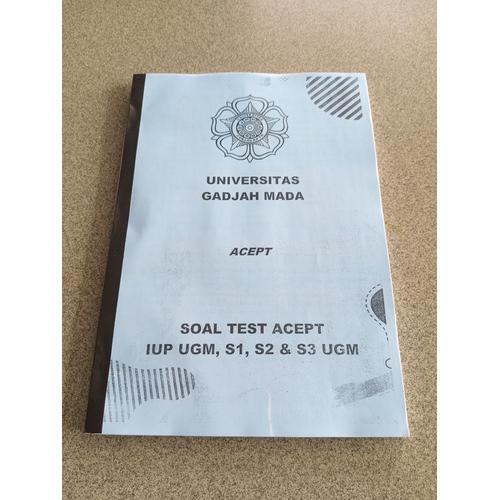 UNIVERSITAS
GADJAH MADA
ACEPT
SOAL TEST ACEPT
IUP UGM, S1, S2 & S3 UGM